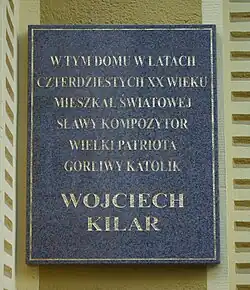 W TYM DOMU W LATACH
CZTERDZIESTYCH XX WIEKU
MIESZKAŁ ŚWIATOWEJ
SŁAWY KOMPOZYTOR
WIELKI PATRIOTA
GORLIWY KATOLIK
WOJCIECH
KILAR